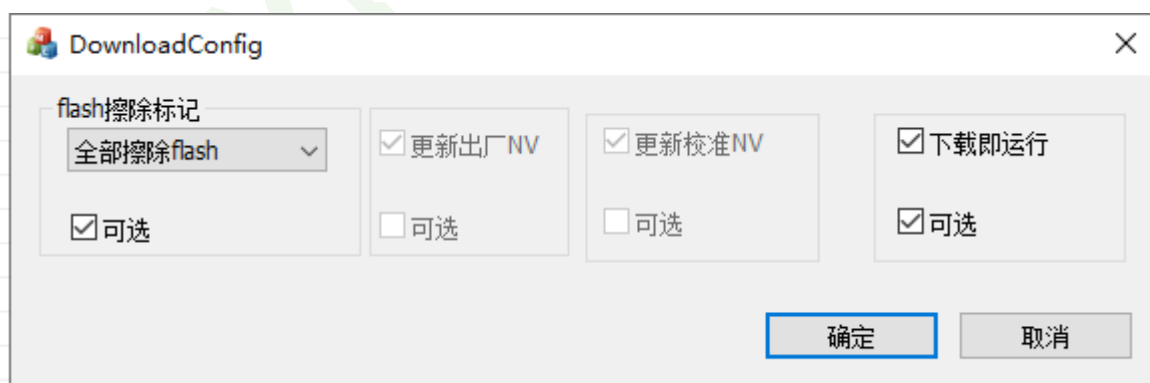 DownloadConfig
flash擦除标记
全部擦除flash
可选
更新出厂NV
可选
更新校准NV
可选
下载即运行
可选
确定
取消